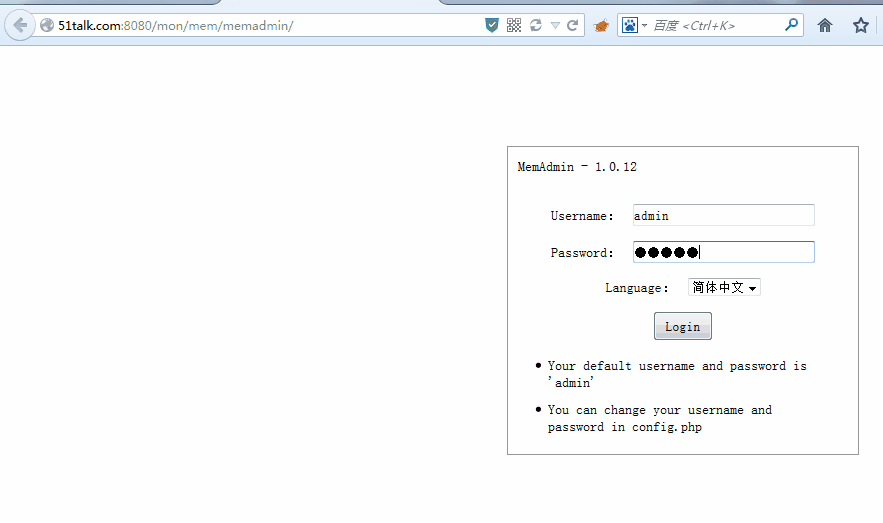 51talk.com:8080/mon/mem/memadmin/
百度 <Ctrl+K>
MemAdmin - 1.0.12
Username: admin
Password: ●●●●●
Language: 简体中文
Login
• Your default username and password is
'admin'
• You can change your username and
password in config.php